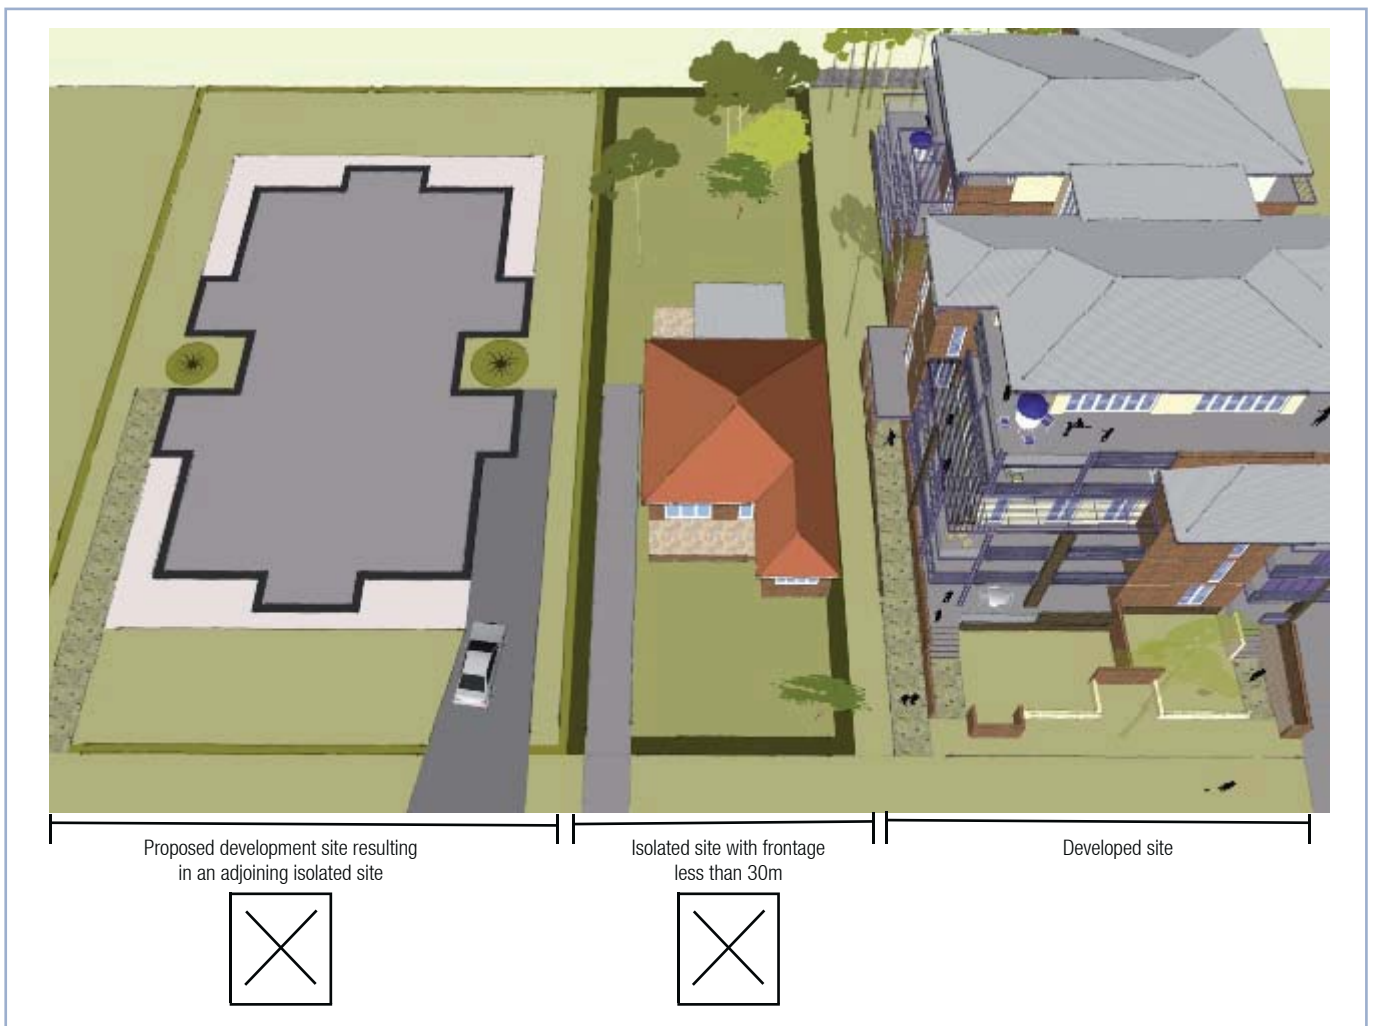 Proposed development site resulting
in an adjoining isolated site
Isolated site with frontage
less than 30m
Developed site